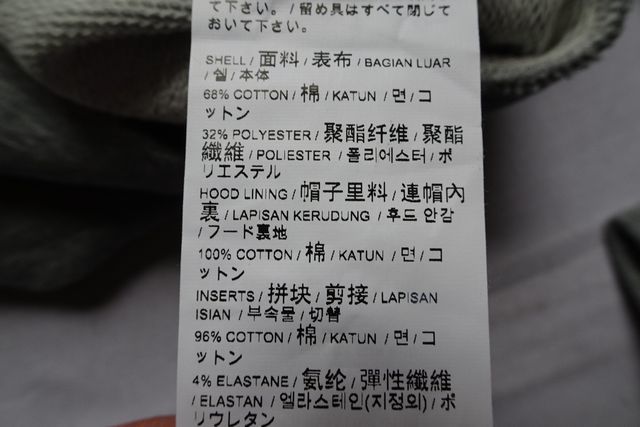 て下さい。 / 留め具はすべて閉じて
おいて下さい。
SHELL / 面料 / 表布 / BAGIAN LUAR
/ 쉘 / 本体
68% COTTON / 棉 / KATUN / 면 / コ
ットン
32% POLYESTER / 聚酯纤维 / 聚酯
纖維 / POLIESTER / 폴리에스터 / ポ
リエステル
HOOD LINING / 帽子里料 / 連帽內
裏 / LAPISAN KERUDUNG / 후드 안감
/ フード裏地
100% COTTON / 棉 / KATUN / 면 / コ
ットン
INSERTS / 拼块 / 剪接 / LAPISAN
ISIAN / 부속물 / 切替
96% COTTON / 棉 / KATUN / 면 / コ
ットン
4% ELASTANE / 氨纶 / 彈性纖維
/ ELASTAN / 엘라스테인(지정외) / ポ
リウレタン